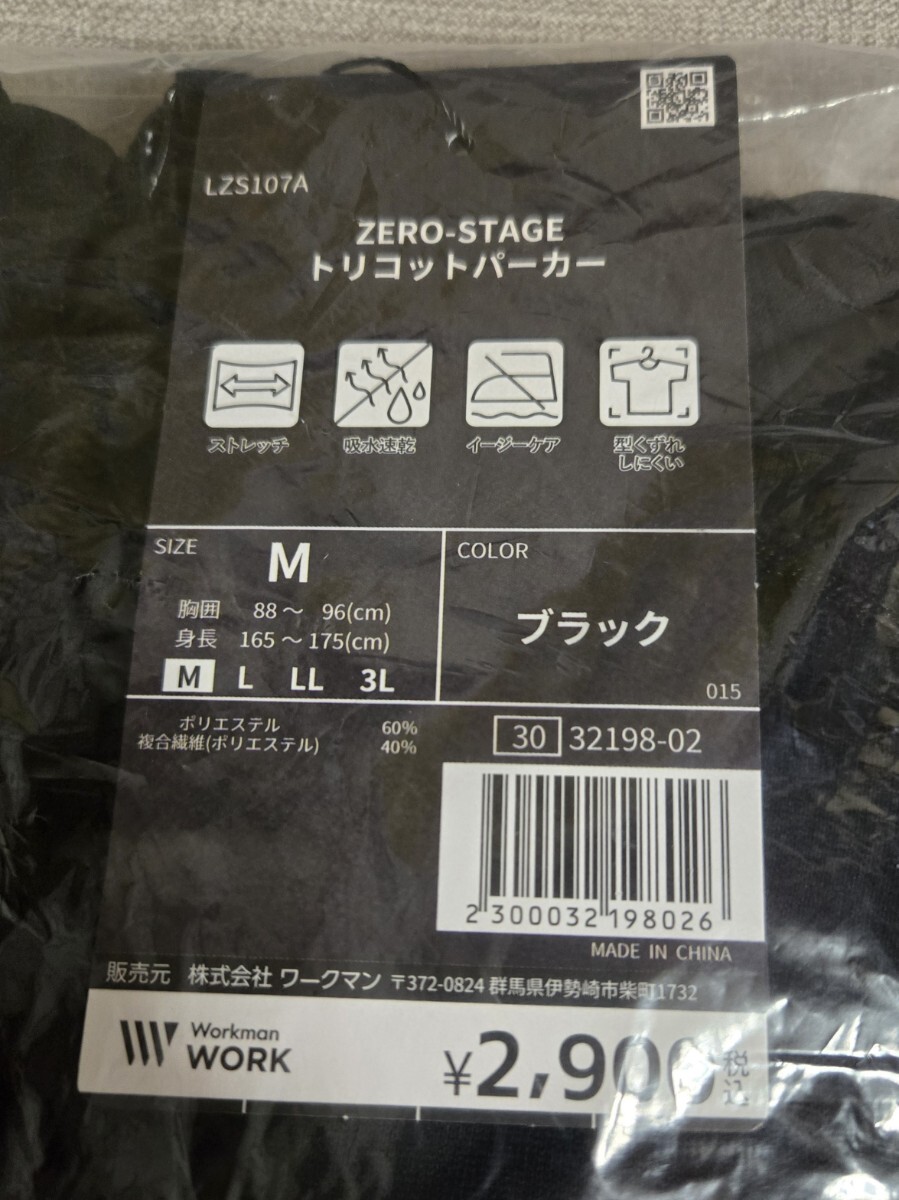 LZS107A
ZERO-STAGE
トリコットパーカー
ストレッチ
吸水速乾
イージーケア
型くずれ
しにくい
SIZE
M
胸囲 88～ 96(cm)
身長 165～175(cm)
M L LL 3L
COLOR
ブラック
015
ポリエステル 60%
複合繊維(ポリエステル) 40%
30 32198-02
2 300032 198026
MADE IN CHINA
販売元 株式会社 ワークマン 〒372-0824 群馬県伊勢崎市柴町1732
Workman
WORK
¥2,900税込